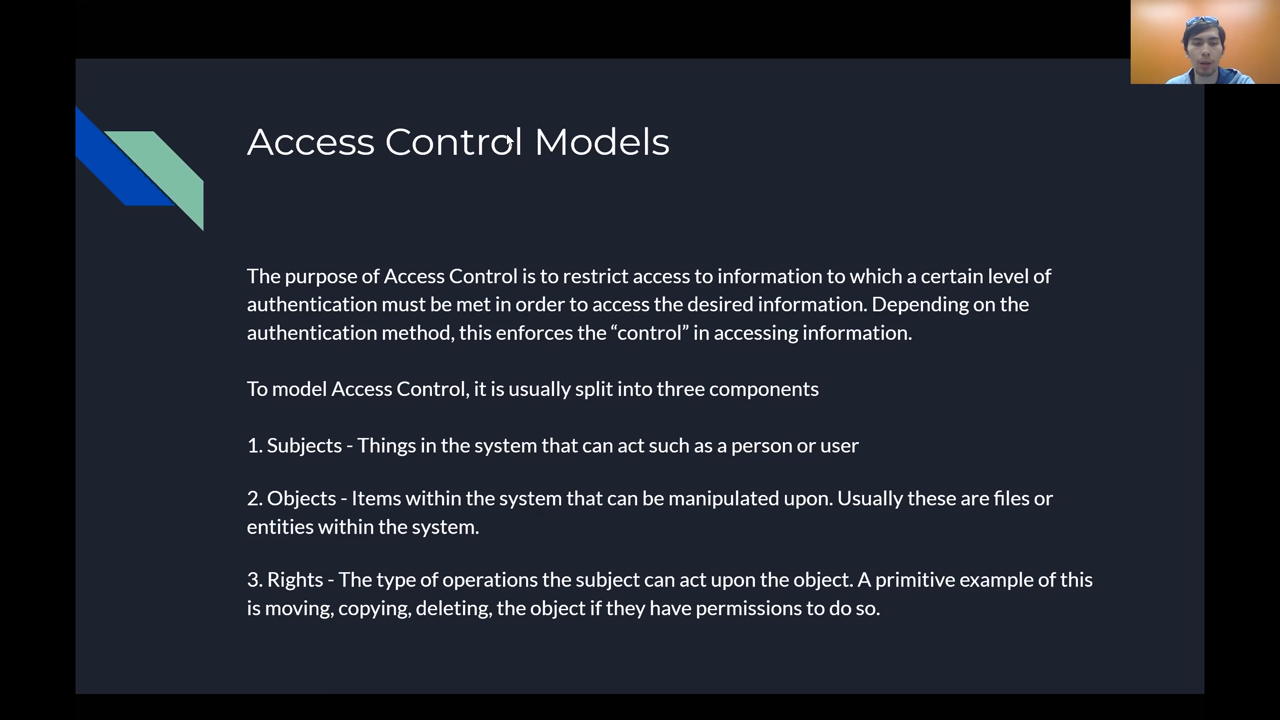 Access Control Models
The purpose of Access Control is to restrict access to information to which a certain level of
authentication must be met in order to access the desired information. Depending on the
authentication method, this enforces the “control” in accessing information.
To model Access Control, it is usually split into three components
1. Subjects - Things in the system that can act such as a person or user
2. Objects - Items within the system that can be manipulated upon. Usually these are files or
entities within the system.
3. Rights - The type of operations the subject can act upon the object. A primitive example of this
is moving, copying, deleting, the object if they have permissions to do so.